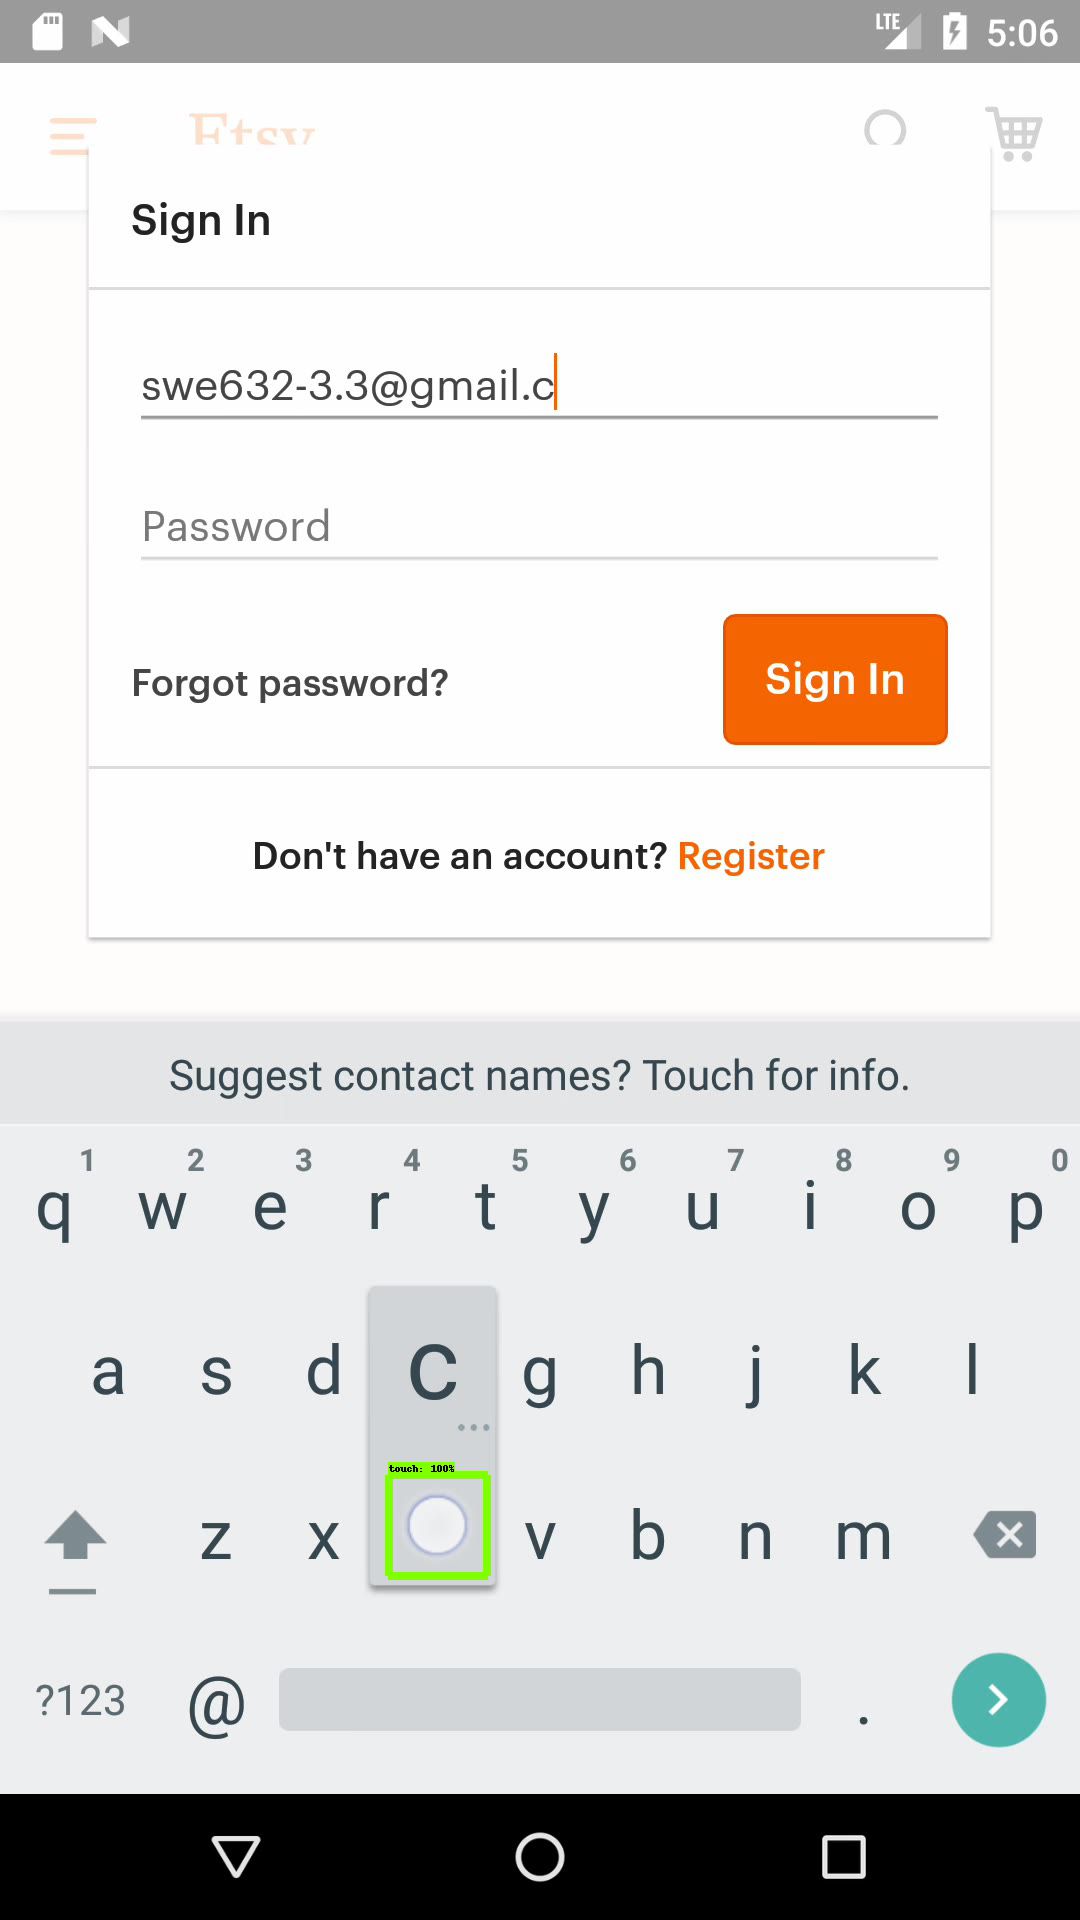 LTE 5:06
Etsy
Sign In
swe632-3.3@gmail.c
Password
Forgot password?
Sign In
Don't have an account? Register
Suggest contact names? Touch for info.
1 2 3 4 5 6 7 8 9 0
q w e r t y u i o p
a s d c g h j k l
touch: 100%
z x v b n m
?123 @ .